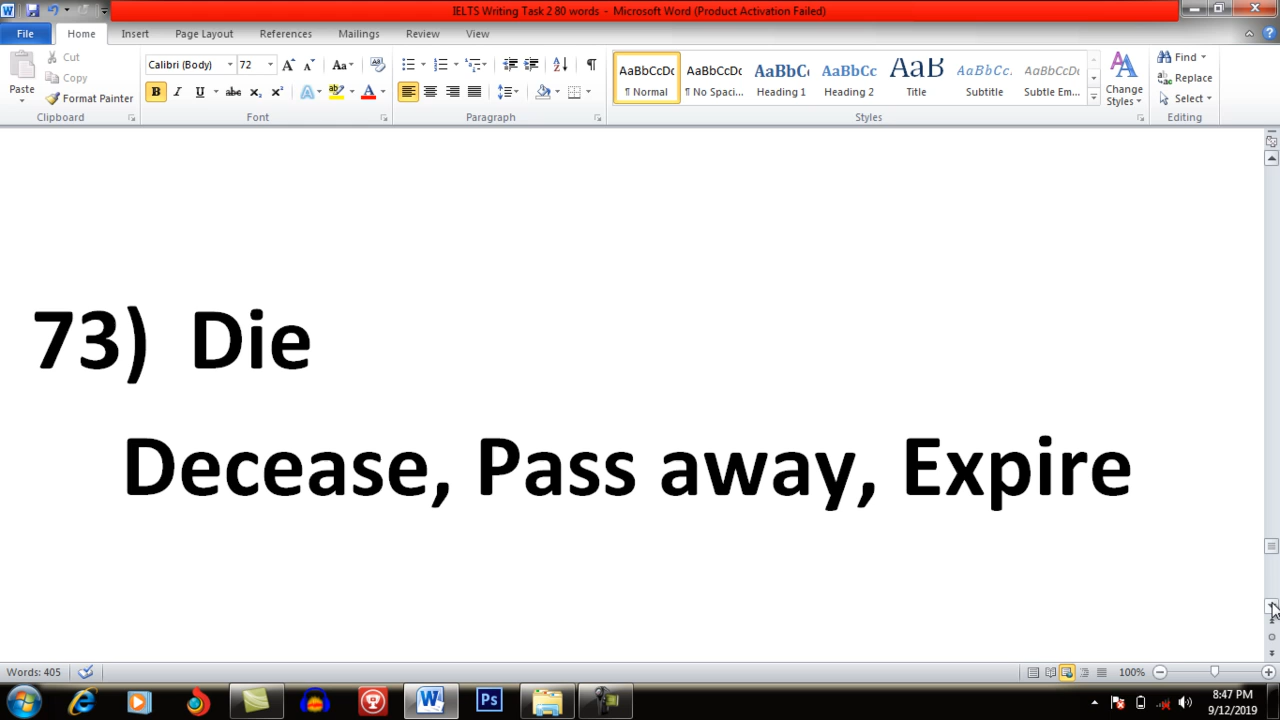 IELTS Writing Task 2 80 words - Microsoft Word (Product Activation Failed)
File Home Insert Page Layout References Mailings Review View
Paste
Cut
Copy
Format Painter
Clipboard
Calibri (Body) 72
Font
Paragraph
AaBbCcDc AaBbCcDc AaBbC AaBbCc AaB AaBbCc. AaBbCcDc
¶ Normal ¶ No Spaci... Heading 1 Heading 2 Title Subtitle Subtle Em...
Change Styles
Styles
Find
Replace
Select
Editing
73) Die
Decease, Pass away, Expire
Words: 405 100%
8:47 PM
9/12/2019